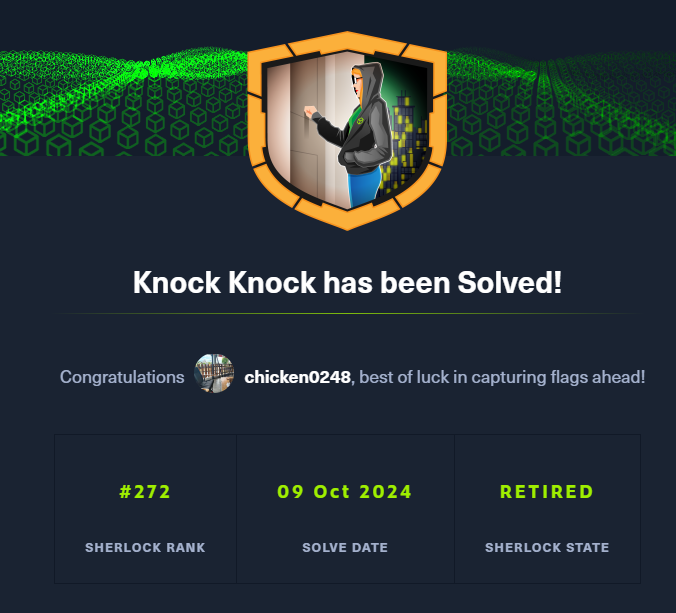 Knock Knock has been Solved!
Congratulations chicken0248, best of luck in capturing flags ahead!
#272 09 Oct 2024 RETIRED
SHERLOCK RANK SOLVE DATE SHERLOCK STATE